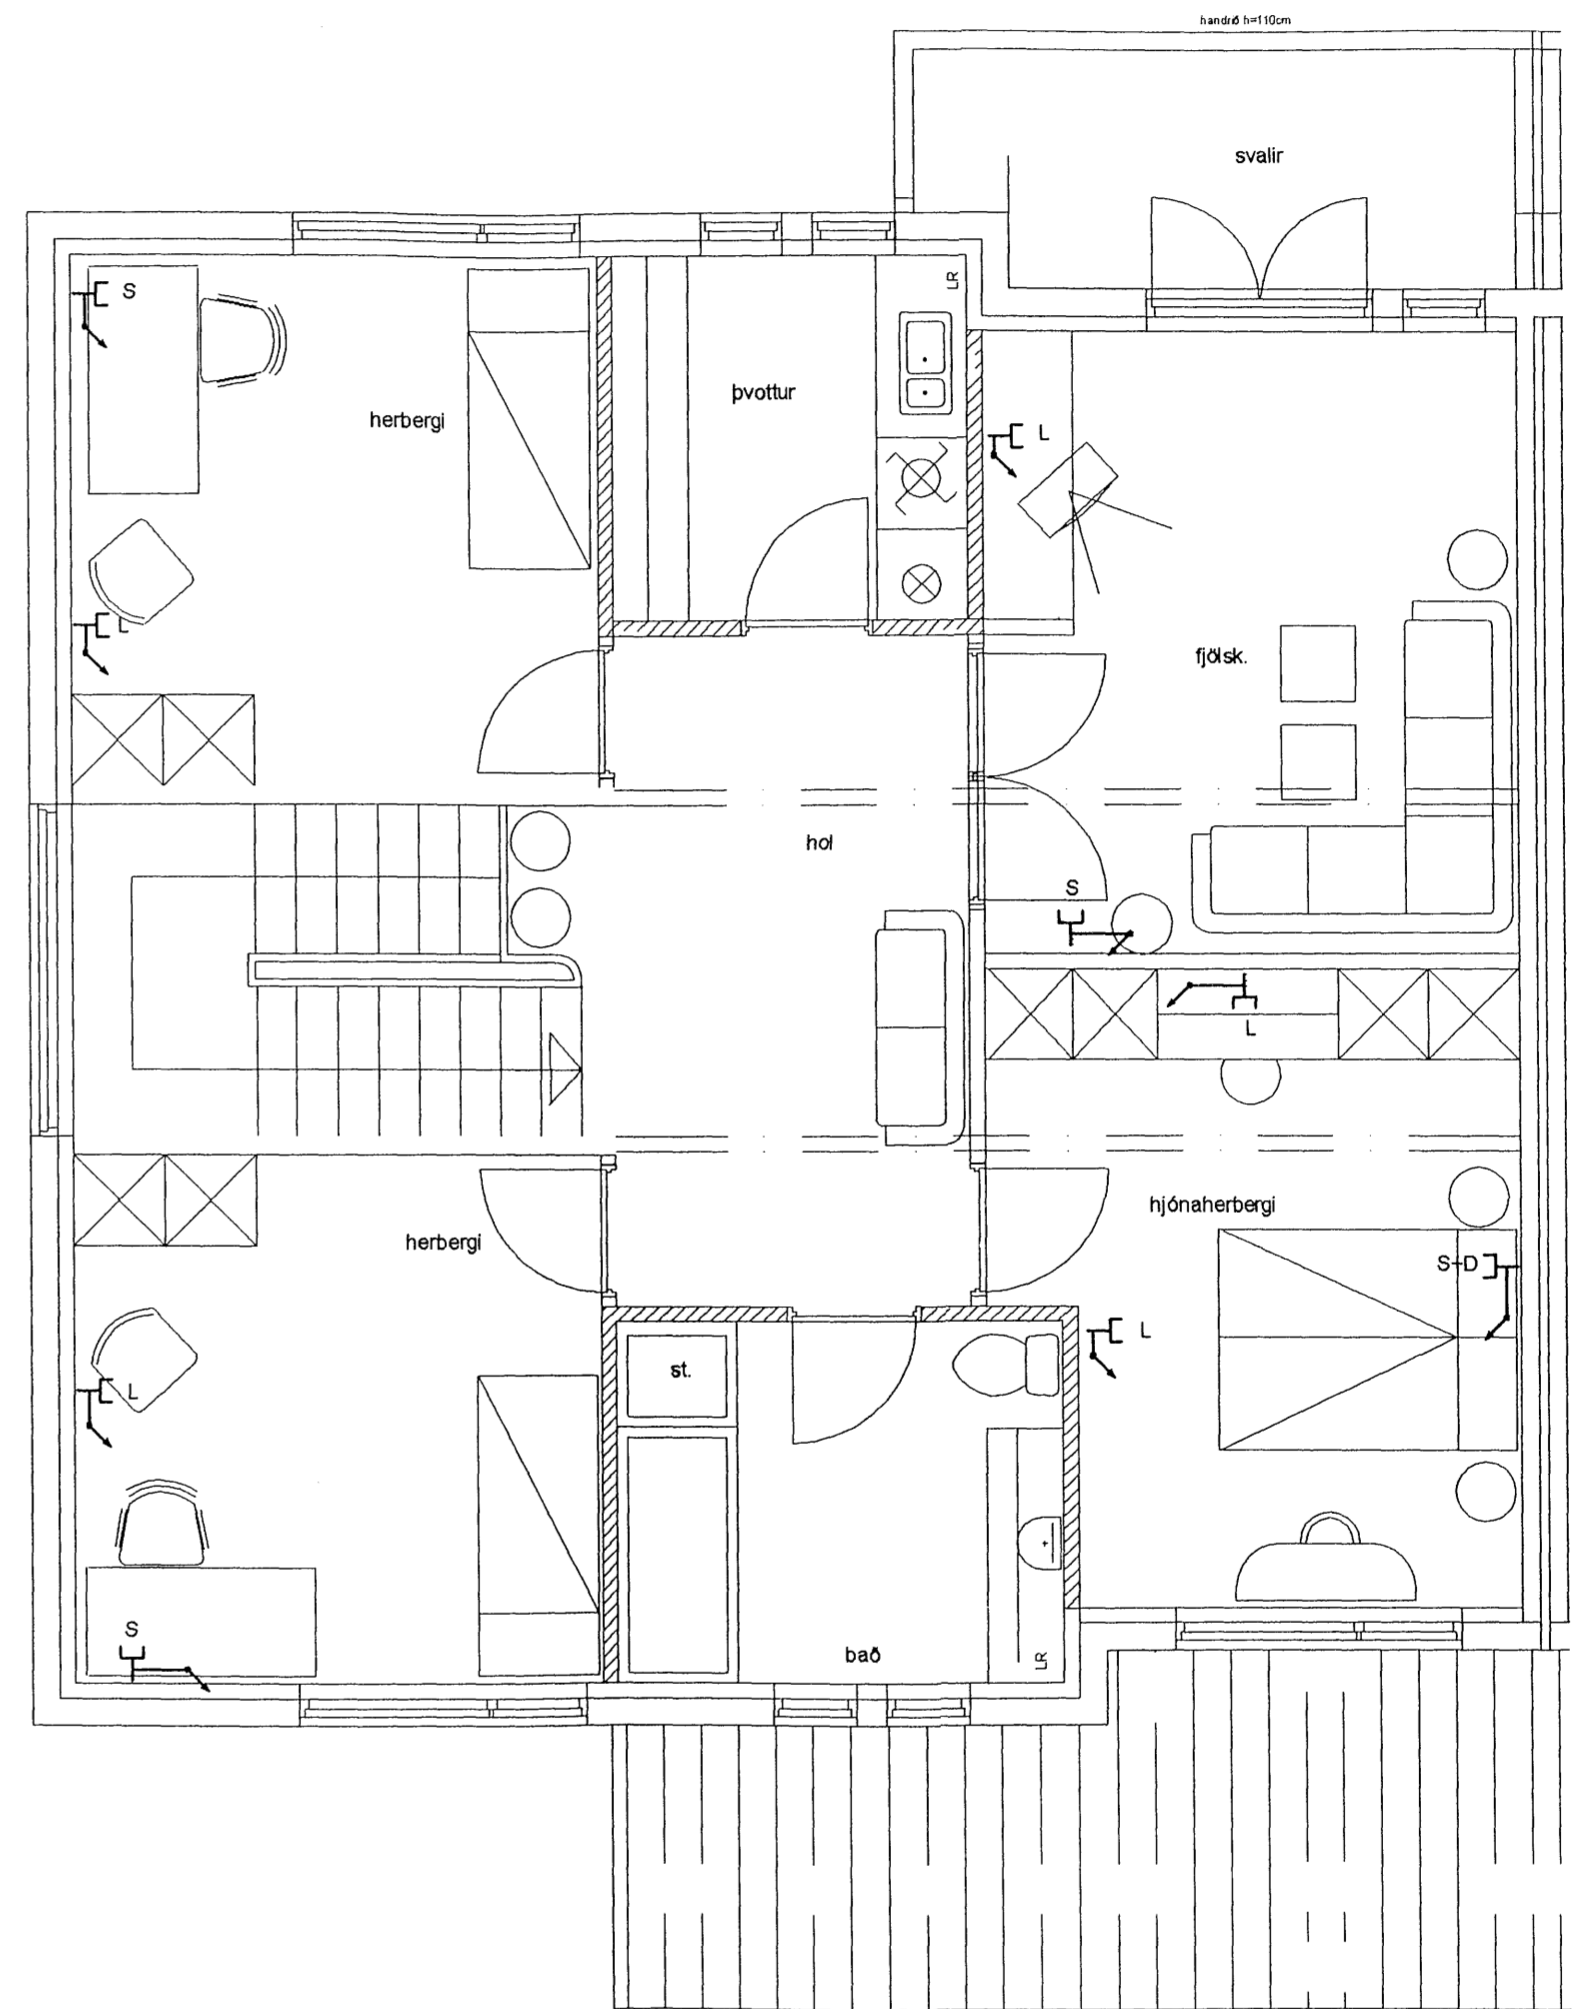 handrið h=110cm
svalir
S
LR
þvottur
herbergi
L
L
fjölsk.
hol
S
L
hjónaherbergi
herbergi
S+D
L
st.
L
S
bað
LR